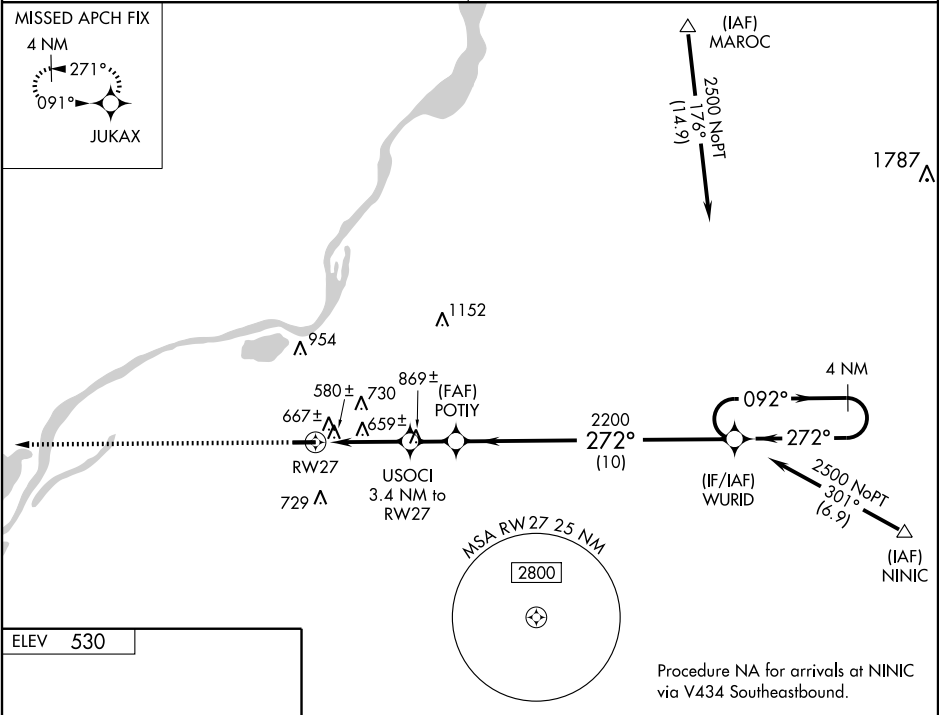 MISSED APCH FIX
4 NM
271°
091°
JUKAX
(IAF)
MAROC
2500 NoPT
176°
(14.9)
1787
1152
954
580 ±
730
869 ±
667 ±
659 ±
(FAF)
POTIY
2200
272°
(10)
4 NM
092°
272°
RW27
USOCI
3.4 NM to
RW27
729
(IF/IAF)
WURID
2500 NoPT
301°
(6.9)
(IAF)
NINIC
MSA RW 27 25 NM
2800
ELEV 530
Procedure NA for arrivals at NINIC
via V434 Southeastbound.